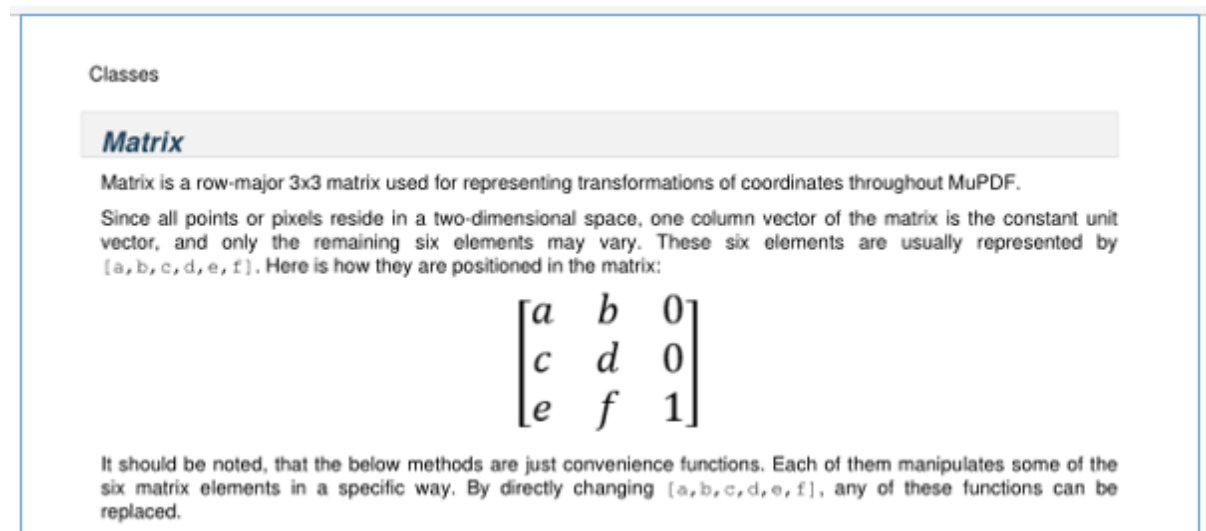 Classes
Matrix
Matrix is a row-major 3x3 matrix used for representing transformations of coordinates throughout MuPDF.
Since all points or pixels reside in a two-dimensional space, one column vector of the matrix is the constant unit
vector, and only the remaining six elements may vary. These six elements are usually represented by
[a,b,c,d,e,f]. Here is how they are positioned in the matrix:
a b 0
c d 0
e f 1
It should be noted, that the below methods are just convenience functions. Each of them manipulates some of the
six matrix elements in a specific way. By directly changing [a,b,c,d,e,f], any of these functions can be
replaced.